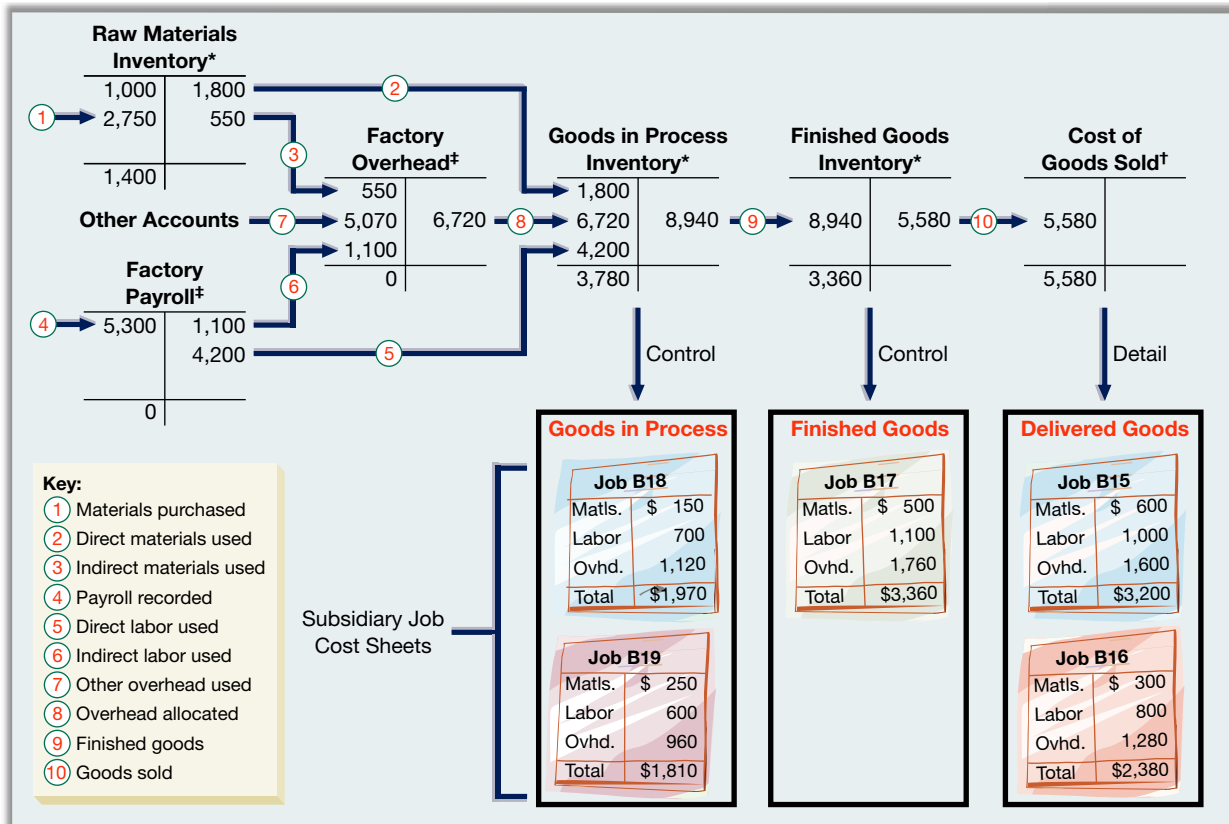 Raw Materials
Inventory*
1,000 1,800
1 2,750 550
1,400
2
3
Factory
Overhead‡
550
Other Accounts 7 5,070 6,720
1,100
0
6
8
Goods in Process
Inventory*
1,800
6,720 8,940
4,200
3,780
9
Finished Goods
Inventory*
8,940 5,580
3,360
10
Cost of
Goods Sold†
5,580
5,580
Factory
Payroll‡
4 5,300 1,100
4,200
0
5
Control
Control
Detail
Key:
1 Materials purchased
2 Direct materials used
3 Indirect materials used
4 Payroll recorded
5 Direct labor used
6 Indirect labor used
7 Other overhead used
8 Overhead allocated
9 Finished goods
10 Goods sold
Subsidiary Job
Cost Sheets
Goods in Process
Job B18
Matls. $ 150
Labor 700
Ovhd. 1,120
Total $1,970
Job B19
Matls. $ 250
Labor 600
Ovhd. 960
Total $1,810
Finished Goods
Job B17
Matls. $ 500
Labor 1,100
Ovhd. 1,760
Total $3,360
Delivered Goods
Job B15
Matls. $ 600
Labor 1,000
Ovhd. 1,600
Total $3,200
Job B16
Matls. $ 300
Labor 800
Ovhd. 1,280
Total $2,380